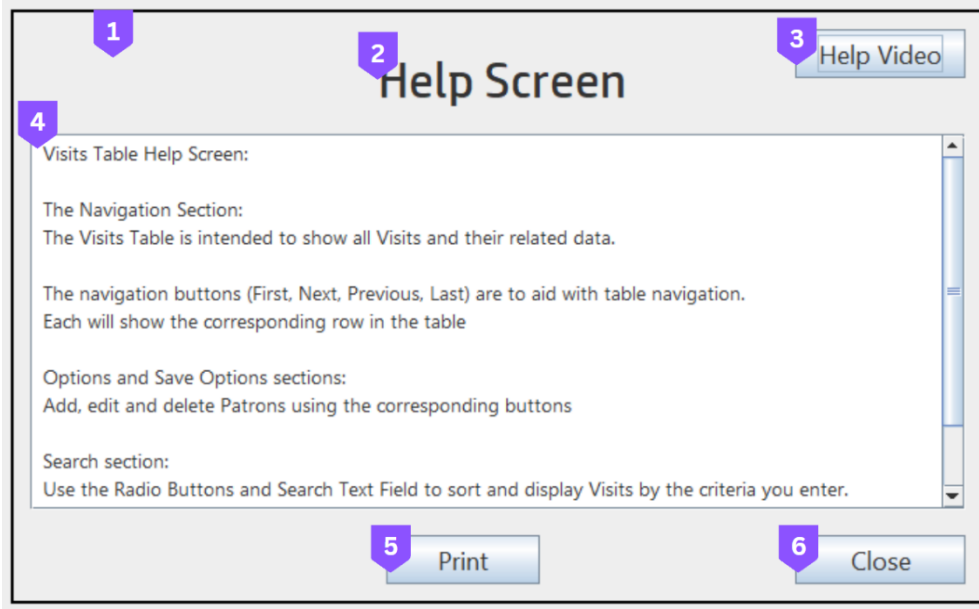 1
2
3
Help Video
Help Screen
4
Visits Table Help Screen:
The Navigation Section:
The Visits Table is intended to show all Visits and their related data.
The navigation buttons (First, Next, Previous, Last) are to aid with table navigation.
Each will show the corresponding row in the table
Options and Save Options sections:
Add, edit and delete Patrons using the corresponding buttons
Search section:
Use the Radio Buttons and Search Text Field to sort and display Visits by the criteria you enter.
5
Print
6
Close